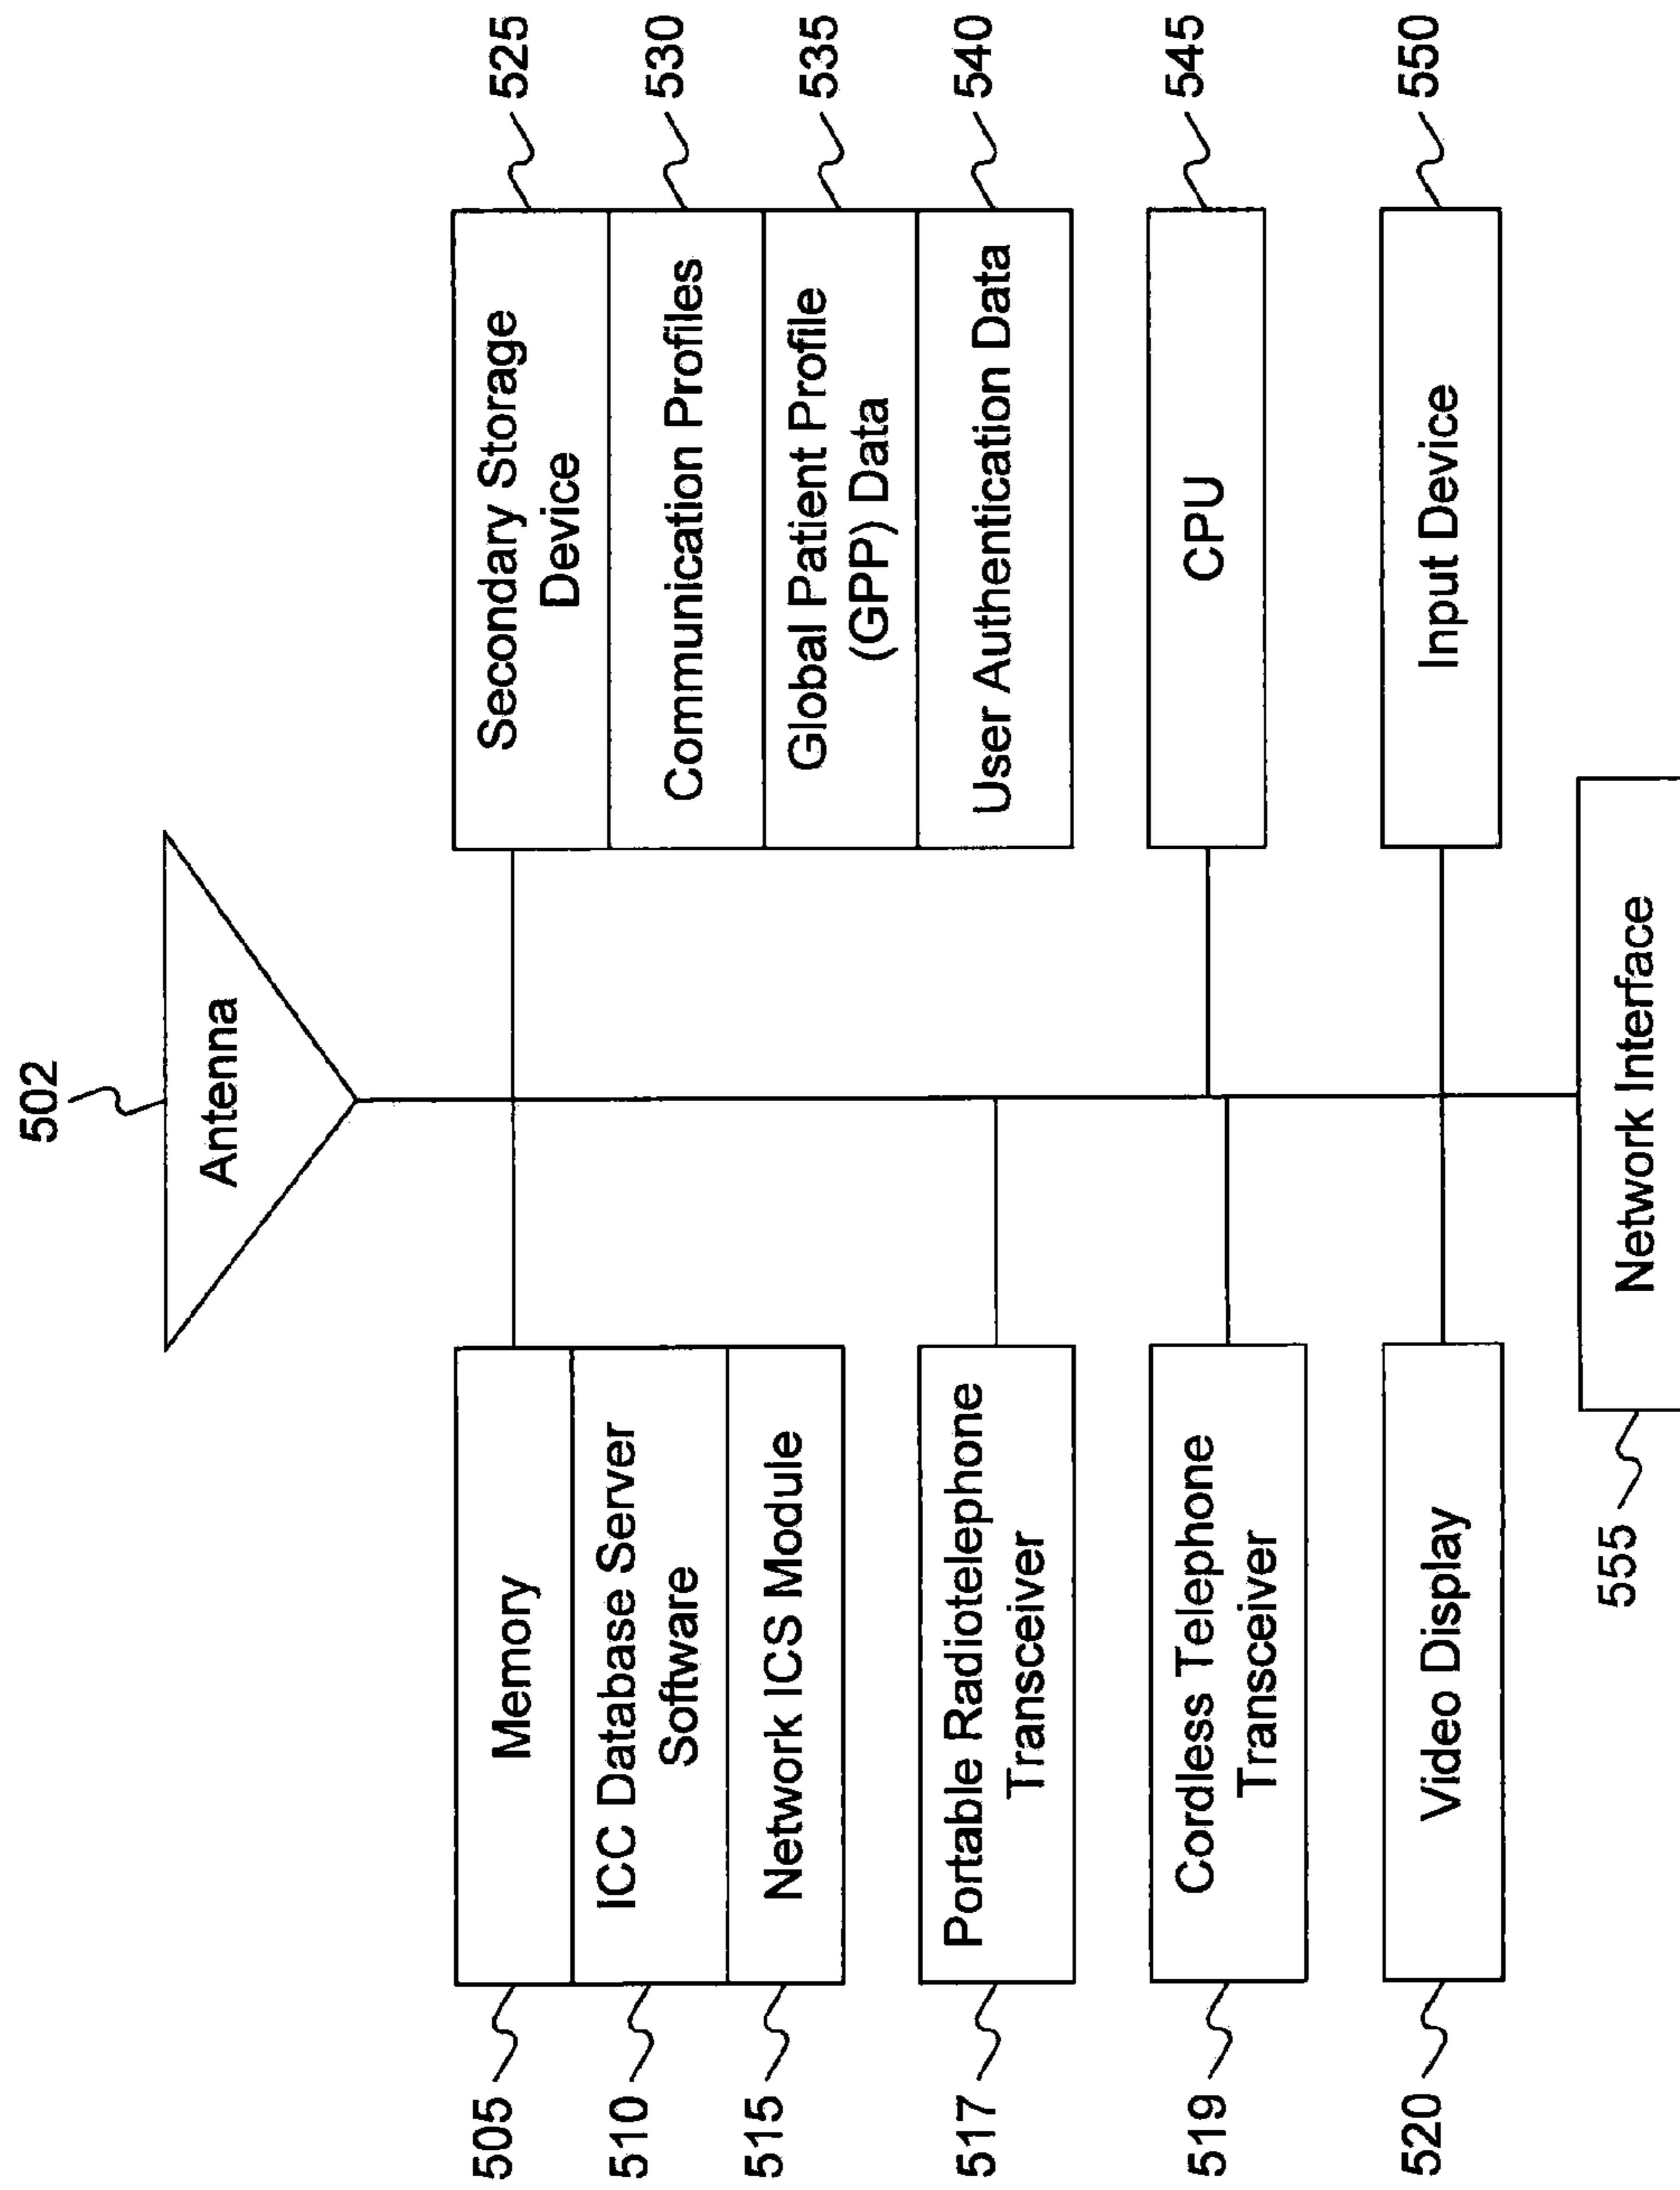 502
Antenna
505
Memory
510
ICC Database Server
Software
515
Network ICS Module
517
Portable Radiotelephone
Transceiver
519
Cordless Telephone
Transceiver
520
Video Display
Secondary Storage
Device
525
Communication Profiles
530
Global Patient Profile
(GPP) Data
535
User Authentication Data
540
CPU
545
Input Device
550
Network Interface
555